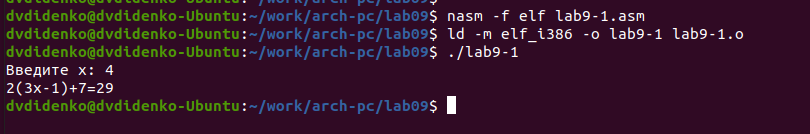 dvdidenko@dvdidenko-Ubuntu:~/work/arch-pc/lab09$ nasm -f elf lab9-1.asm
dvdidenko@dvdidenko-Ubuntu:~/work/arch-pc/lab09$ ld -m elf_i386 -o lab9-1 lab9-1.o
dvdidenko@dvdidenko-Ubuntu:~/work/arch-pc/lab09$ ./lab9-1
Введите x: 4
2(3x-1)+7=29
dvdidenko@dvdidenko-Ubuntu:~/work/arch-pc/lab09$